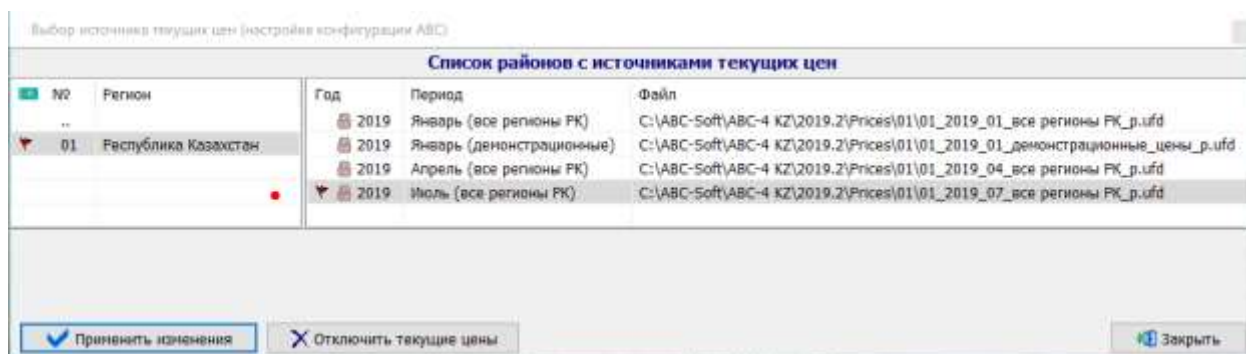 Выбор источника текущих цен (настройка конфигурации АВС)
Список районов с источниками текущих цен
№ Регион Год Период Файл
.. 2019 Январь (все регионы РК) C:\ABC-Soft\ABC-4 KZ\2019.2\Prices\01\01_2019_01_все регионы РК_p.ufd
01 Республика Казахстан 2019 Январь (демонстрационные) C:\ABC-Soft\ABC-4 KZ\2019.2\Prices\01\01_2019_01_демонстрационные_цены_p.ufd
2019 Апрель (все регионы РК) C:\ABC-Soft\ABC-4 KZ\2019.2\Prices\01\01_2019_04_все регионы РК_p.ufd
2019 Июль (все регионы РК) C:\ABC-Soft\ABC-4 KZ\2019.2\Prices\01\01_2019_07_все регионы РК_p.ufd
Применить изменения Отключить текущие цены Закрыть